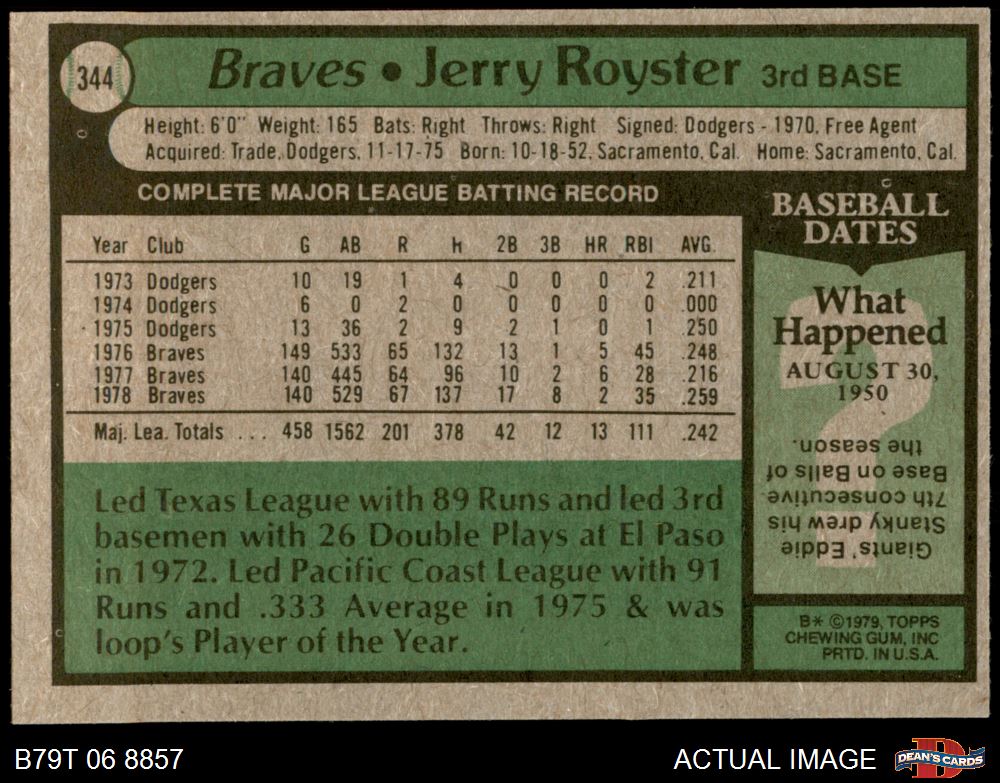 344
Braves • Jerry Royster 3rd BASE
Height: 6'0" Weight: 165 Bats: Right Throws: Right Signed: Dodgers - 1970, Free Agent
Acquired: Trade, Dodgers, 11-17-75 Born: 10-18-52, Sacramento, Cal. Home: Sacramento, Cal.
COMPLETE MAJOR LEAGUE BATTING RECORD
Year Club G AB R H 2B 3B HR RBI AVG.
1973 Dodgers 10 19 1 4 0 0 0 2 .211
1974 Dodgers 6 0 2 0 0 0 0 0 .000
1975 Dodgers 13 36 2 9 2 1 0 1 .250
1976 Braves 149 533 65 132 13 1 5 45 .248
1977 Braves 140 445 64 96 10 2 6 28 .216
1978 Braves 140 529 67 137 17 8 2 35 .259
Maj. Lea. Totals ... 458 1562 201 378 42 12 13 111 .242
Led Texas League with 89 Runs and led 3rd
basemen with 26 Double Plays at El Paso
in 1972. Led Pacific Coast League with 91
Runs and .333 Average in 1975 & was
loop's Player of the Year.
BASEBALL
DATES
What
Happened
AUGUST 30,
1950
Giants' Eddie
Stanky drew his
7th consecutive
Base on Balls of
the season.
B* ©1979, TOPPS
CHEWING GUM, INC
PRTD. IN U.S.A.
B79T 06 8857
ACTUAL IMAGE
D
DEAN'S CARDS